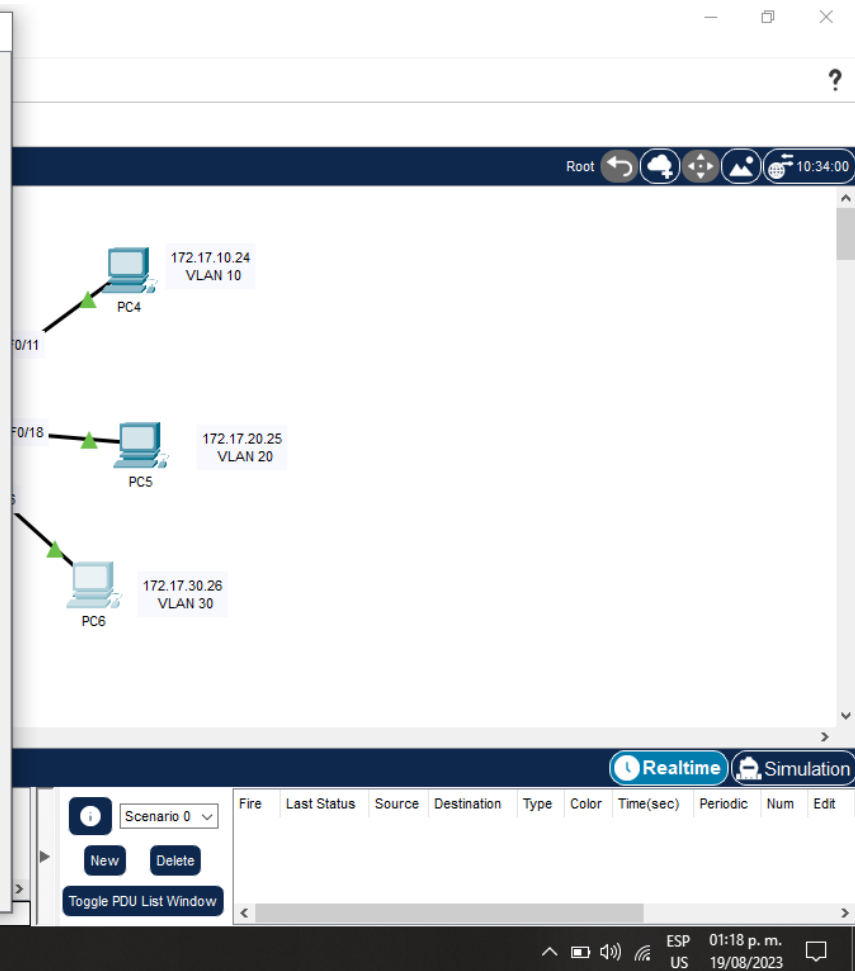 ?
Root
10:34:00
172.17.10.24
VLAN 10
PC4
F0/11
F0/18
172.17.20.25
VLAN 20
PC5
172.17.30.26
VLAN 30
PC6
Realtime
Simulation
Scenario 0
Fire Last Status Source Destination Type Color Time(sec) Periodic Num Edit
New Delete
Toggle PDU List Window
ESP 01:18 p. m.
US 19/08/2023